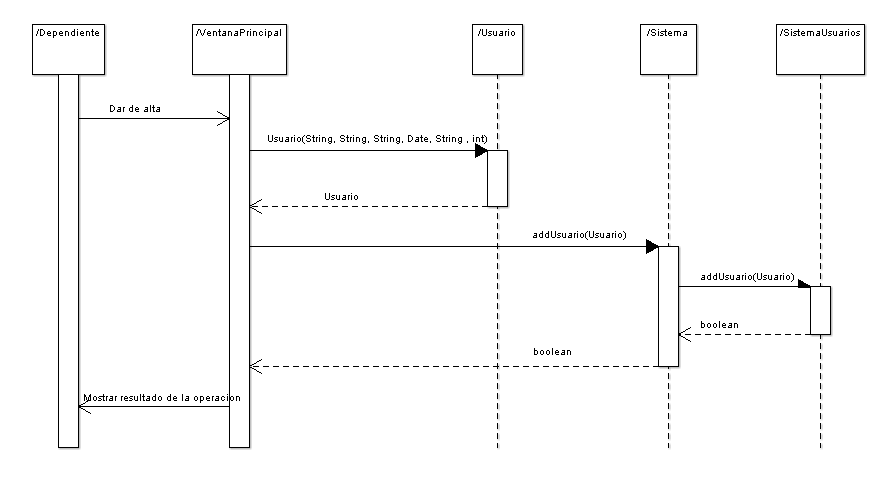 /Dependiente
/VentanaPrincipal
/Usuario
/Sistema
/SistemaUsuarios
Dar de alta
Usuario(String, String, String, Date, String , int)
Usuario
addUsuario(Usuario)
addUsuario(Usuario)
boolean
boolean
Mostrar resultado de la operacion